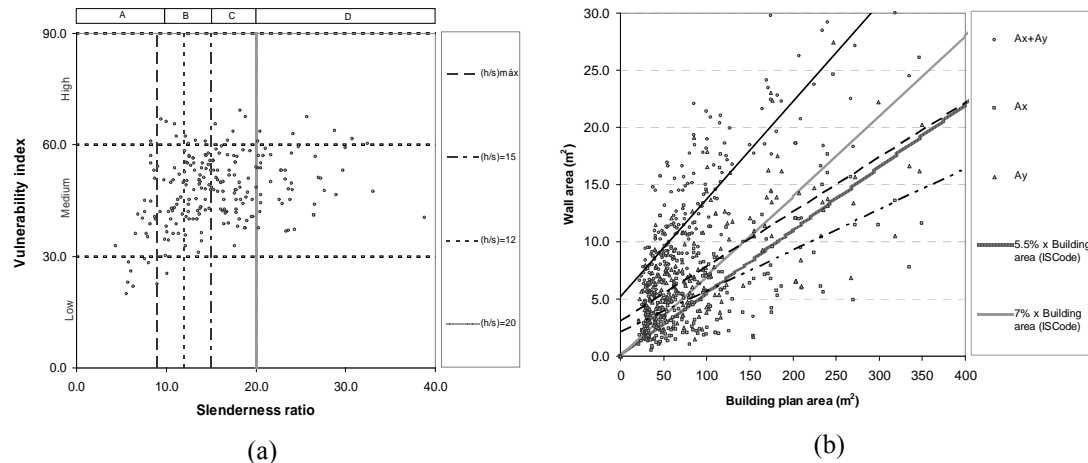 A B C D
90.0
60.0
30.0
0.0
High
Medium
Low
Vulnerability index
0.0 10.0 20.0 30.0 40.0
Slenderness ratio
(h/s)máx
(h/s)=15
(h/s)=12
(h/s)=20
(a)
30.0
25.0
20.0
15.0
10.0
5.0
0.0
Wall area (m²)
0 50 100 150 200 250 300 350 400
Building plan area (m²)
Ax+Ay
Ax
Ay
5.5% x Building
area (ISCode)
7% x Building
area (ISCode)
(b)